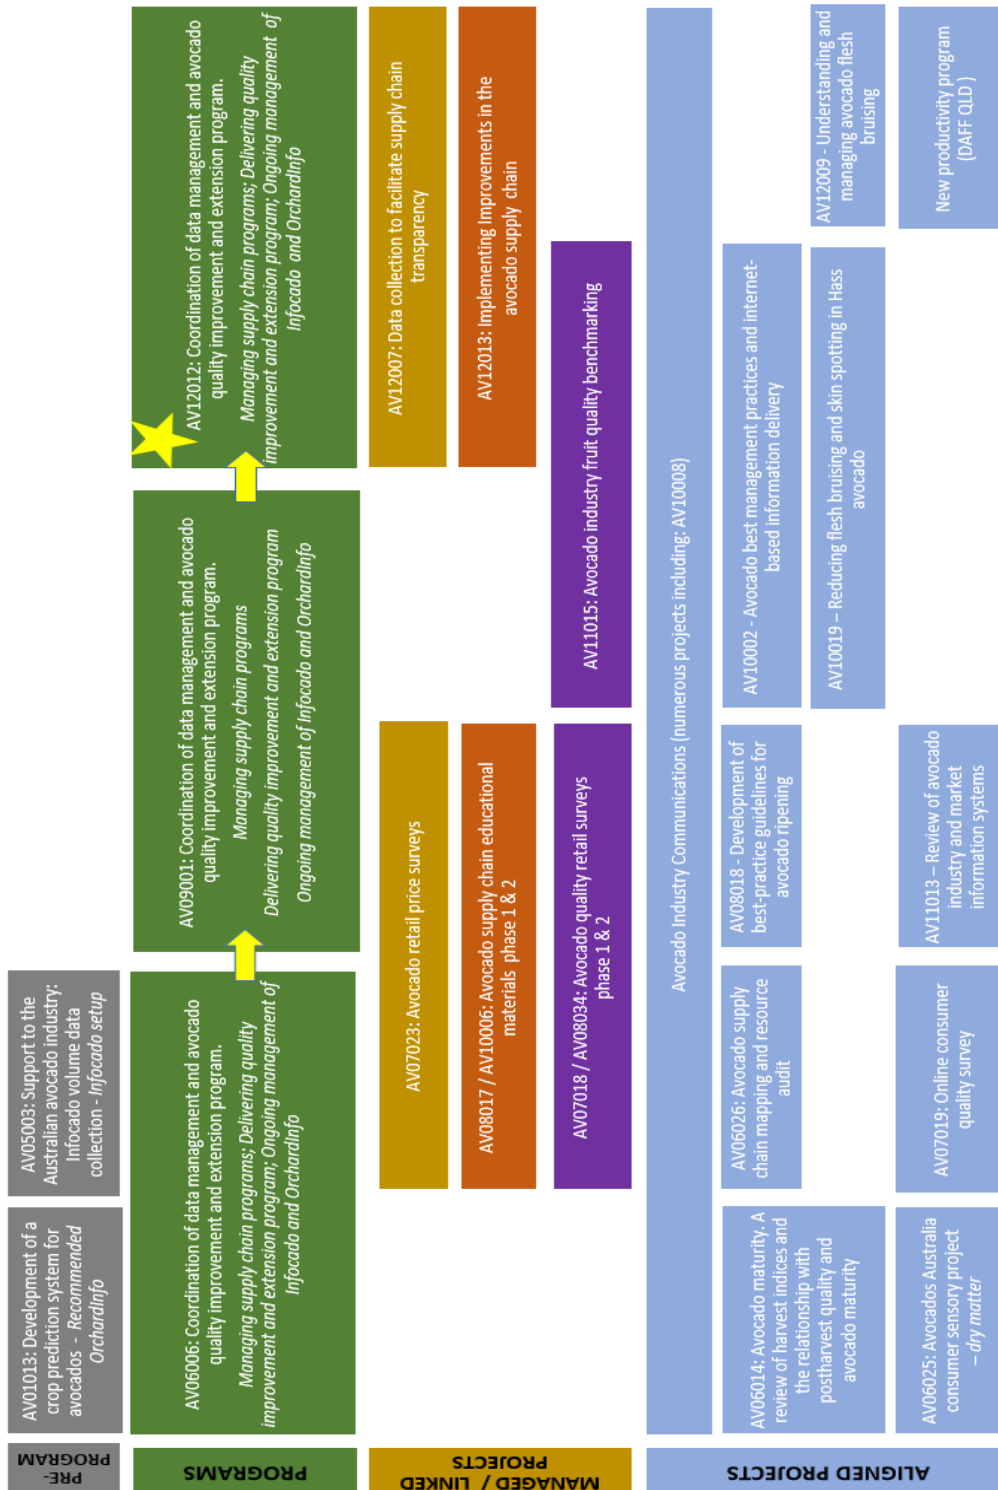 PRE-
PROGRAM
AV01013: Development of a
crop prediction system for
avocados - Recommended
OrchardInfo
AV05003: Support to the
Australian avocado industry:
Infocado volume data
collection - Infocado setup
PROGRAMS
AV06006: Coordination of data management and avocado
quality improvement and extension program.
Managing supply chain programs; Delivering quality
improvement and extension program; Ongoing management of
Infocado and OrchardInfo
AV09001: Coordination of data management and avocado
quality improvement and extension program.
Managing supply chain programs
Delivering quality improvement and extension program
Ongoing management of Infocado and OrchardInfo
AV12012: Coordination of data management and avocado
quality improvement and extension program.
Managing supply chain programs; Delivering quality
improvement and extension program; Ongoing management of
Infocado and OrchardInfo
MANAGED / LINKED
PROJECTS
AV07023: Avocado retail price surveys
AV12007: Data collection to facilitate supply chain
transparency
AV08017 / AV10006: Avocado supply chain educational
materials phase 1 & 2
AV12013: Implementing Improvements in the
avocado supply chain
AV07018 / AV08034: Avocado quality retail surveys
phase 1 & 2
AV11015: Avocado industry fruit quality benchmarking
ALIGNED PROJECTS
Avocado Industry Communications (numerous projects including: AV10008)
AV06014: Avocado maturity. A
review of harvest indices and
the relationship with
postharvest quality and
avocado maturity
AV06026: Avocado supply
chain mapping and resource
audit
AV08018 - Development of
best-practice guidelines for
avocado ripening
AV10002 - Avocado best management practices and internet-
based information delivery
AV10019 – Reducing flesh bruising and skin spotting in Hass
avocado
AV12009 - Understanding and
managing avocado flesh
bruising
AV06025: Avocados Australia
consumer sensory project
– dry matter
AV07019: Online consumer
quality survey
AV11013 – Review of avocado
industry and market
information systems
New productivity program
(DAFF QLD )